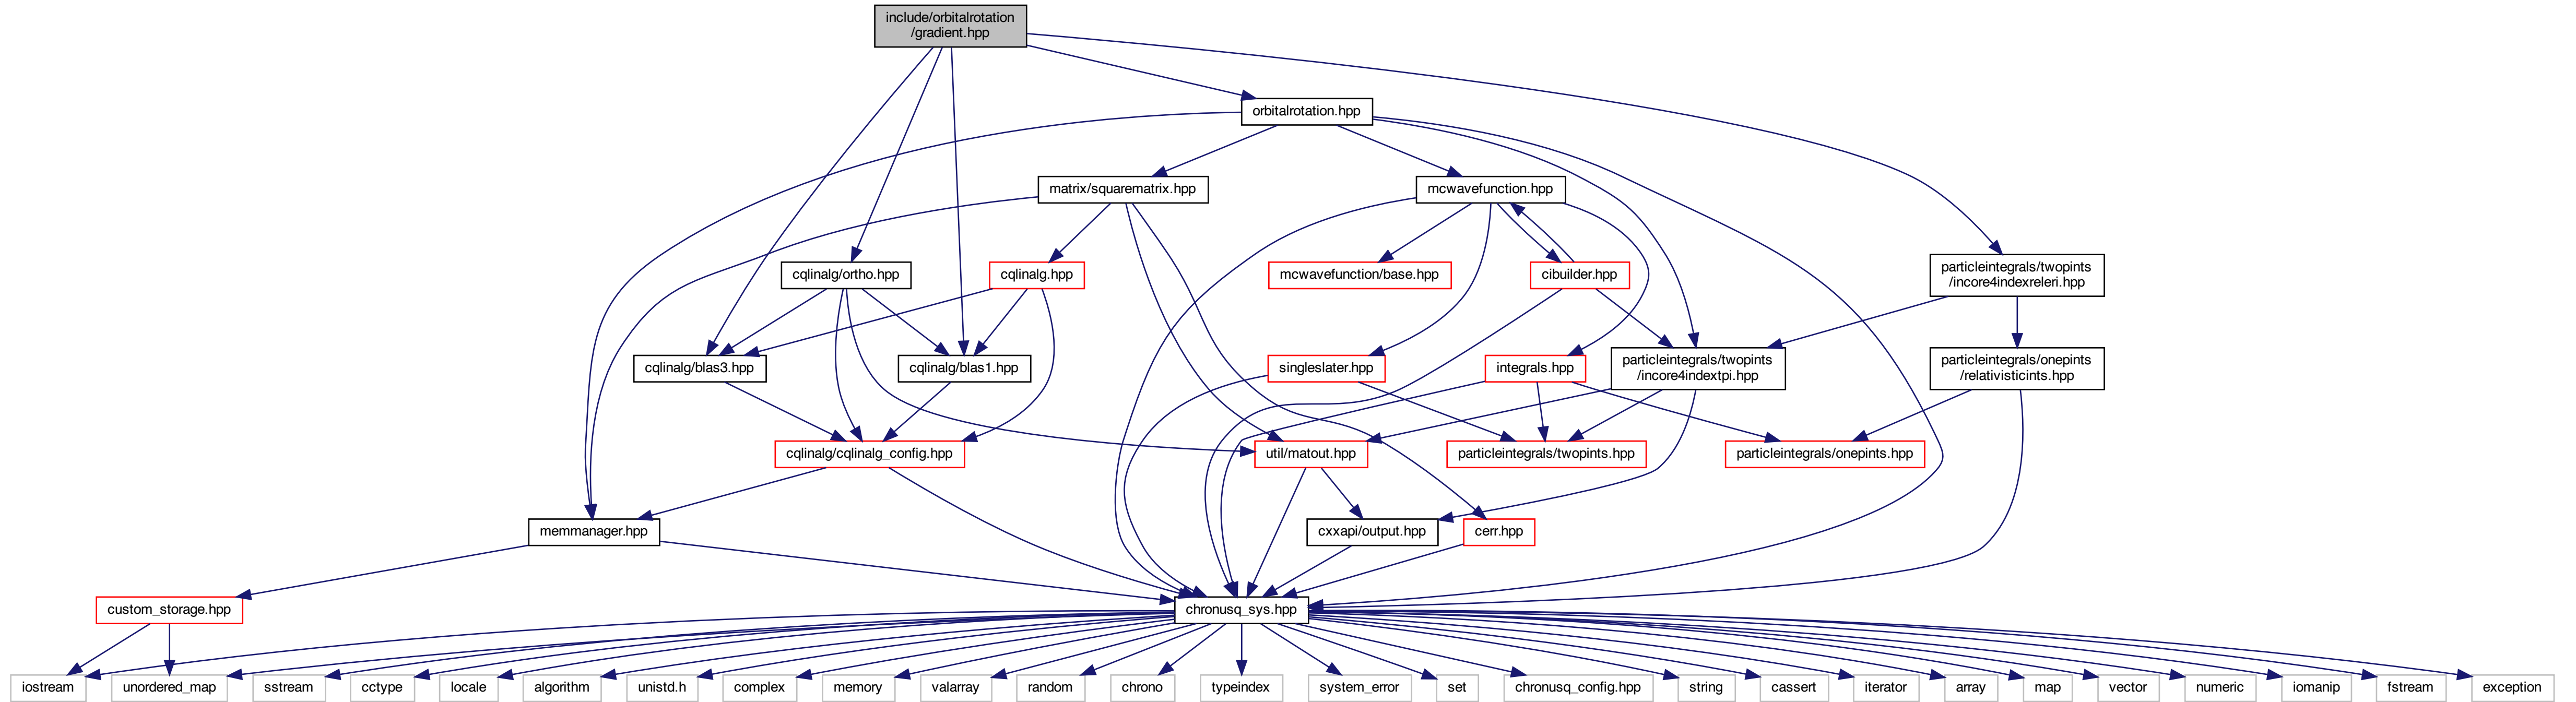 include/orbitalrotation
/gradient.hpp
orbitalrotation.hpp
matrix/squarematrix.hpp
mcwavefunction.hpp
cqlinalg/ortho.hpp
cqlinalg.hpp
mcwavefunction/base.hpp
cibuilder.hpp
particleintegrals/twopints
/incore4indexreleri.hpp
cqlinalg/blas3.hpp
cqlinalg/blas1.hpp
singleslater.hpp
integrals.hpp
particleintegrals/twopints
/incore4indextpi.hpp
particleintegrals/onepints
/relativisticints.hpp
cqlinalg/cqlinalg_config.hpp
util/matout.hpp
particleintegrals/twopints.hpp
particleintegrals/onepints.hpp
memmanager.hpp
cxxapi/output.hpp
cerr.hpp
custom_storage.hpp
chronusq_sys.hpp
iostream
unordered_map
sstream
cctype
locale
algorithm
unistd.h
complex
memory
valarray
random
chrono
typeindex
system_error
set
chronusq_config.hpp
string
cassert
iterator
array
map
vector
numeric
iomanip
fstream
exception